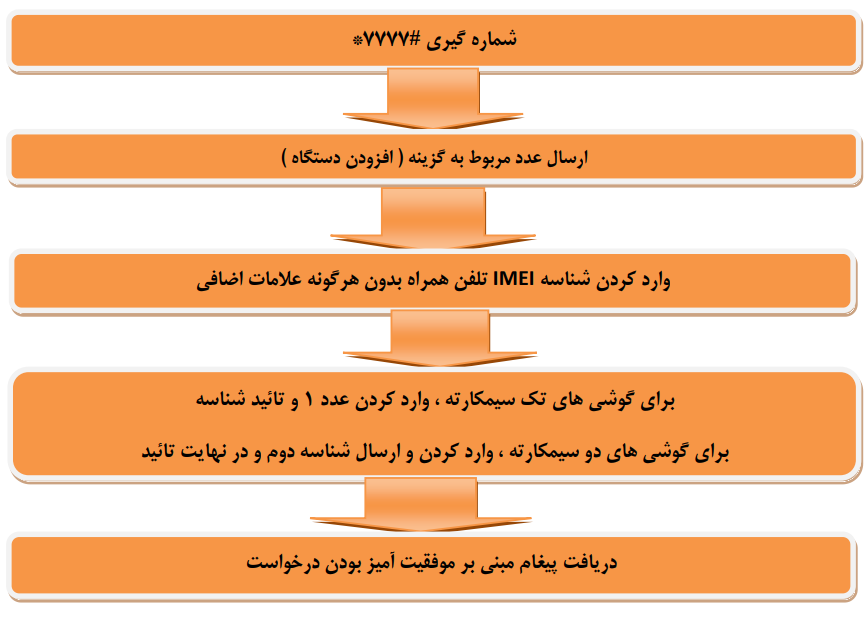 شماره گیری #۷۷۷۷*
ارسال عدد مربوط به گزینه ( افزودن دستگاه )
وارد کردن شناسه IMEI تلفن همراه بدون هرگونه علامات اضافی
برای گوشی های تک سیمکارته ، وارد کردن عدد ۱ و تائید شناسه
برای گوشی های دو سیمکارته ، وارد کردن و ارسال شناسه دوم و در نهایت تائید
دریافت پیغام مبنی بر موفقیت آمیز بودن درخواست